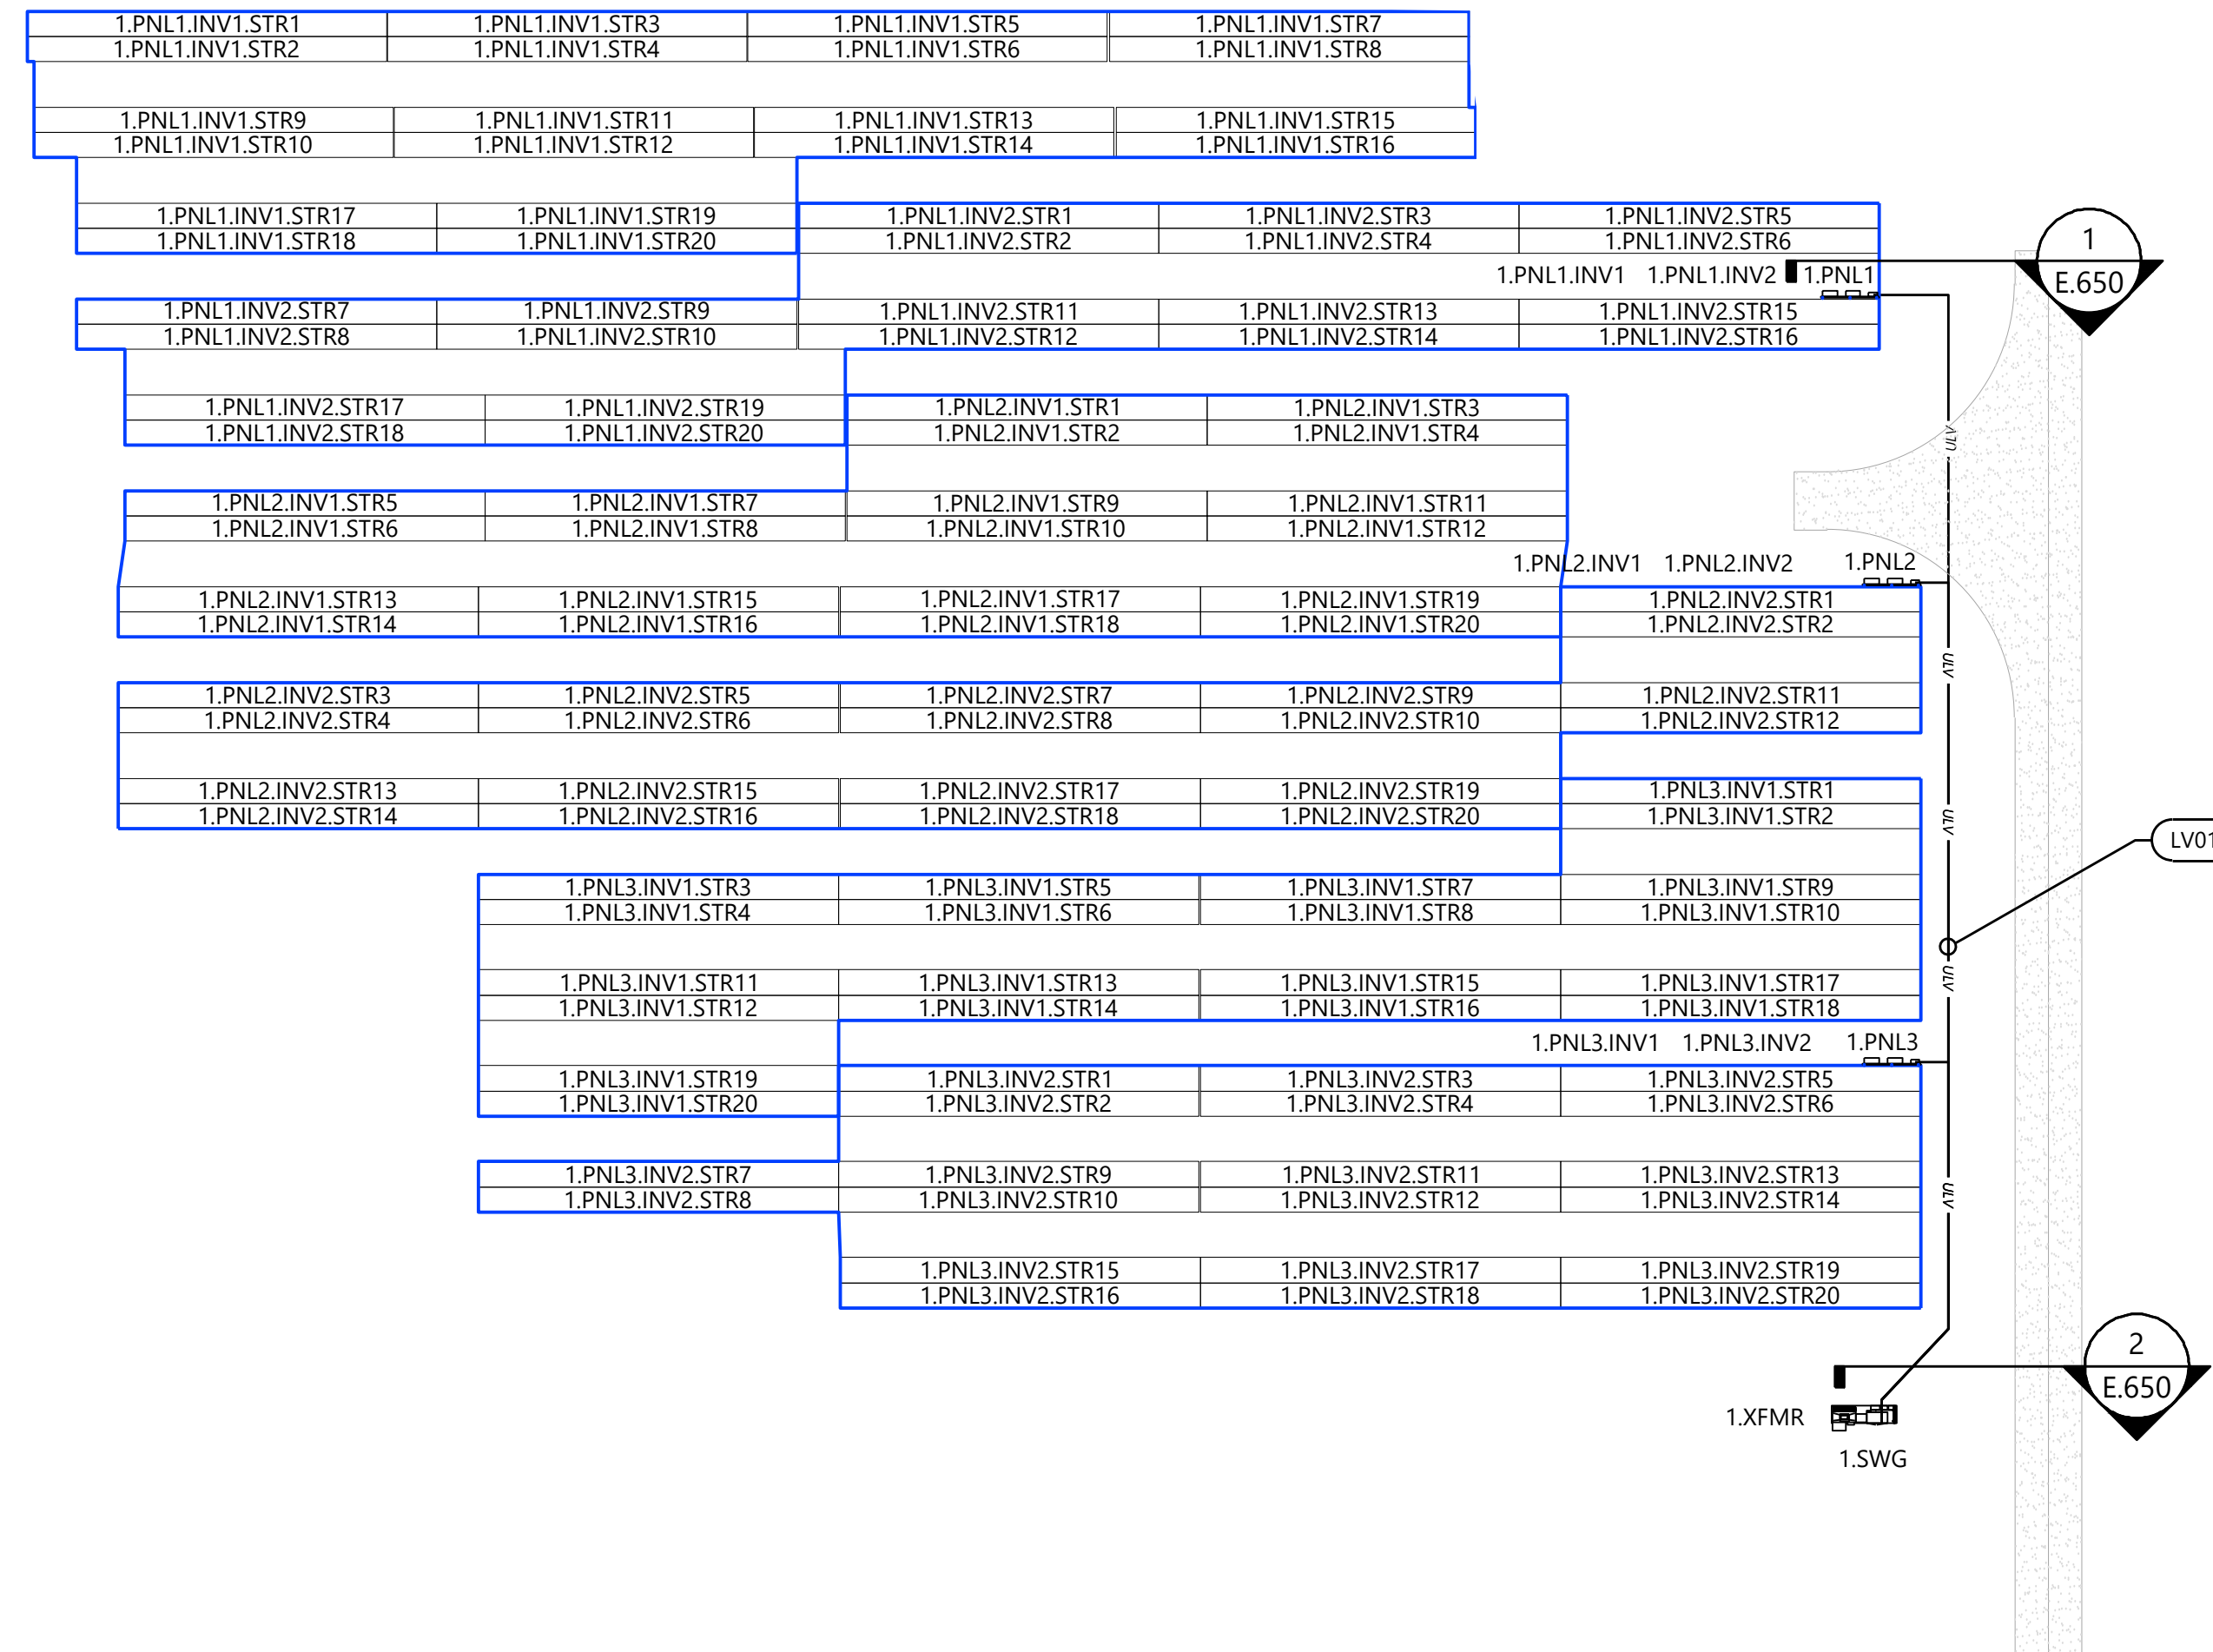 1.PNL1.INV1.STR1 1.PNL1.INV1.STR3 1.PNL1.INV1.STR5 1.PNL1.INV1.STR7
1.PNL1.INV1.STR2 1.PNL1.INV1.STR4 1.PNL1.INV1.STR6 1.PNL1.INV1.STR8
1.PNL1.INV1.STR9 1.PNL1.INV1.STR11 1.PNL1.INV1.STR13 1.PNL1.INV1.STR15
1.PNL1.INV1.STR10 1.PNL1.INV1.STR12 1.PNL1.INV1.STR14 1.PNL1.INV1.STR16
1.PNL1.INV1.STR17 1.PNL1.INV1.STR19 1.PNL1.INV2.STR1 1.PNL1.INV2.STR3 1.PNL1.INV2.STR5
1.PNL1.INV1.STR18 1.PNL1.INV1.STR20 1.PNL1.INV2.STR2 1.PNL1.INV2.STR4 1.PNL1.INV2.STR6
1
E.650
1.PNL1.INV1 1.PNL1.INV2 1.PNL1
1.PNL1.INV2.STR7 1.PNL1.INV2.STR9 1.PNL1.INV2.STR11 1.PNL1.INV2.STR13 1.PNL1.INV2.STR15
1.PNL1.INV2.STR8 1.PNL1.INV2.STR10 1.PNL1.INV2.STR12 1.PNL1.INV2.STR14 1.PNL1.INV2.STR16
1.PNL1.INV2.STR17 1.PNL1.INV2.STR19 1.PNL2.INV1.STR1 1.PNL2.INV1.STR3
1.PNL1.INV2.STR18 1.PNL1.INV2.STR20 1.PNL2.INV1.STR2 1.PNL2.INV1.STR4
ULV
1.PNL2.INV1.STR5 1.PNL2.INV1.STR7 1.PNL2.INV1.STR9 1.PNL2.INV1.STR11
1.PNL2.INV1.STR6 1.PNL2.INV1.STR8 1.PNL2.INV1.STR10 1.PNL2.INV1.STR12
1.PNL2.INV1 1.PNL2.INV2 1.PNL2
1.PNL2.INV1.STR13 1.PNL2.INV1.STR15 1.PNL2.INV1.STR17 1.PNL2.INV1.STR19 1.PNL2.INV2.STR1
1.PNL2.INV1.STR14 1.PNL2.INV1.STR16 1.PNL2.INV1.STR18 1.PNL2.INV1.STR20 1.PNL2.INV2.STR2
ULV
1.PNL2.INV2.STR3 1.PNL2.INV2.STR5 1.PNL2.INV2.STR7 1.PNL2.INV2.STR9 1.PNL2.INV2.STR11
1.PNL2.INV2.STR4 1.PNL2.INV2.STR6 1.PNL2.INV2.STR8 1.PNL2.INV2.STR10 1.PNL2.INV2.STR12
1.PNL2.INV2.STR13 1.PNL2.INV2.STR15 1.PNL2.INV2.STR17 1.PNL2.INV2.STR19 1.PNL3.INV1.STR1
1.PNL2.INV2.STR14 1.PNL2.INV2.STR16 1.PNL2.INV2.STR18 1.PNL2.INV2.STR20 1.PNL3.INV1.STR2
ULV
LV01
1.PNL3.INV1.STR3 1.PNL3.INV1.STR5 1.PNL3.INV1.STR7 1.PNL3.INV1.STR9
1.PNL3.INV1.STR4 1.PNL3.INV1.STR6 1.PNL3.INV1.STR8 1.PNL3.INV1.STR10
1.PNL3.INV1.STR11 1.PNL3.INV1.STR13 1.PNL3.INV1.STR15 1.PNL3.INV1.STR17
1.PNL3.INV1.STR12 1.PNL3.INV1.STR14 1.PNL3.INV1.STR16 1.PNL3.INV1.STR18
ULV
1.PNL3.INV1 1.PNL3.INV2 1.PNL3
1.PNL3.INV1.STR19 1.PNL3.INV2.STR1 1.PNL3.INV2.STR3 1.PNL3.INV2.STR5
1.PNL3.INV1.STR20 1.PNL3.INV2.STR2 1.PNL3.INV2.STR4 1.PNL3.INV2.STR6
1.PNL3.INV2.STR7 1.PNL3.INV2.STR9 1.PNL3.INV2.STR11 1.PNL3.INV2.STR13
1.PNL3.INV2.STR8 1.PNL3.INV2.STR10 1.PNL3.INV2.STR12 1.PNL3.INV2.STR14
ULV
1.PNL3.INV2.STR15 1.PNL3.INV2.STR17 1.PNL3.INV2.STR19
1.PNL3.INV2.STR16 1.PNL3.INV2.STR18 1.PNL3.INV2.STR20
2
E.650
1.XFMR
1.SWG